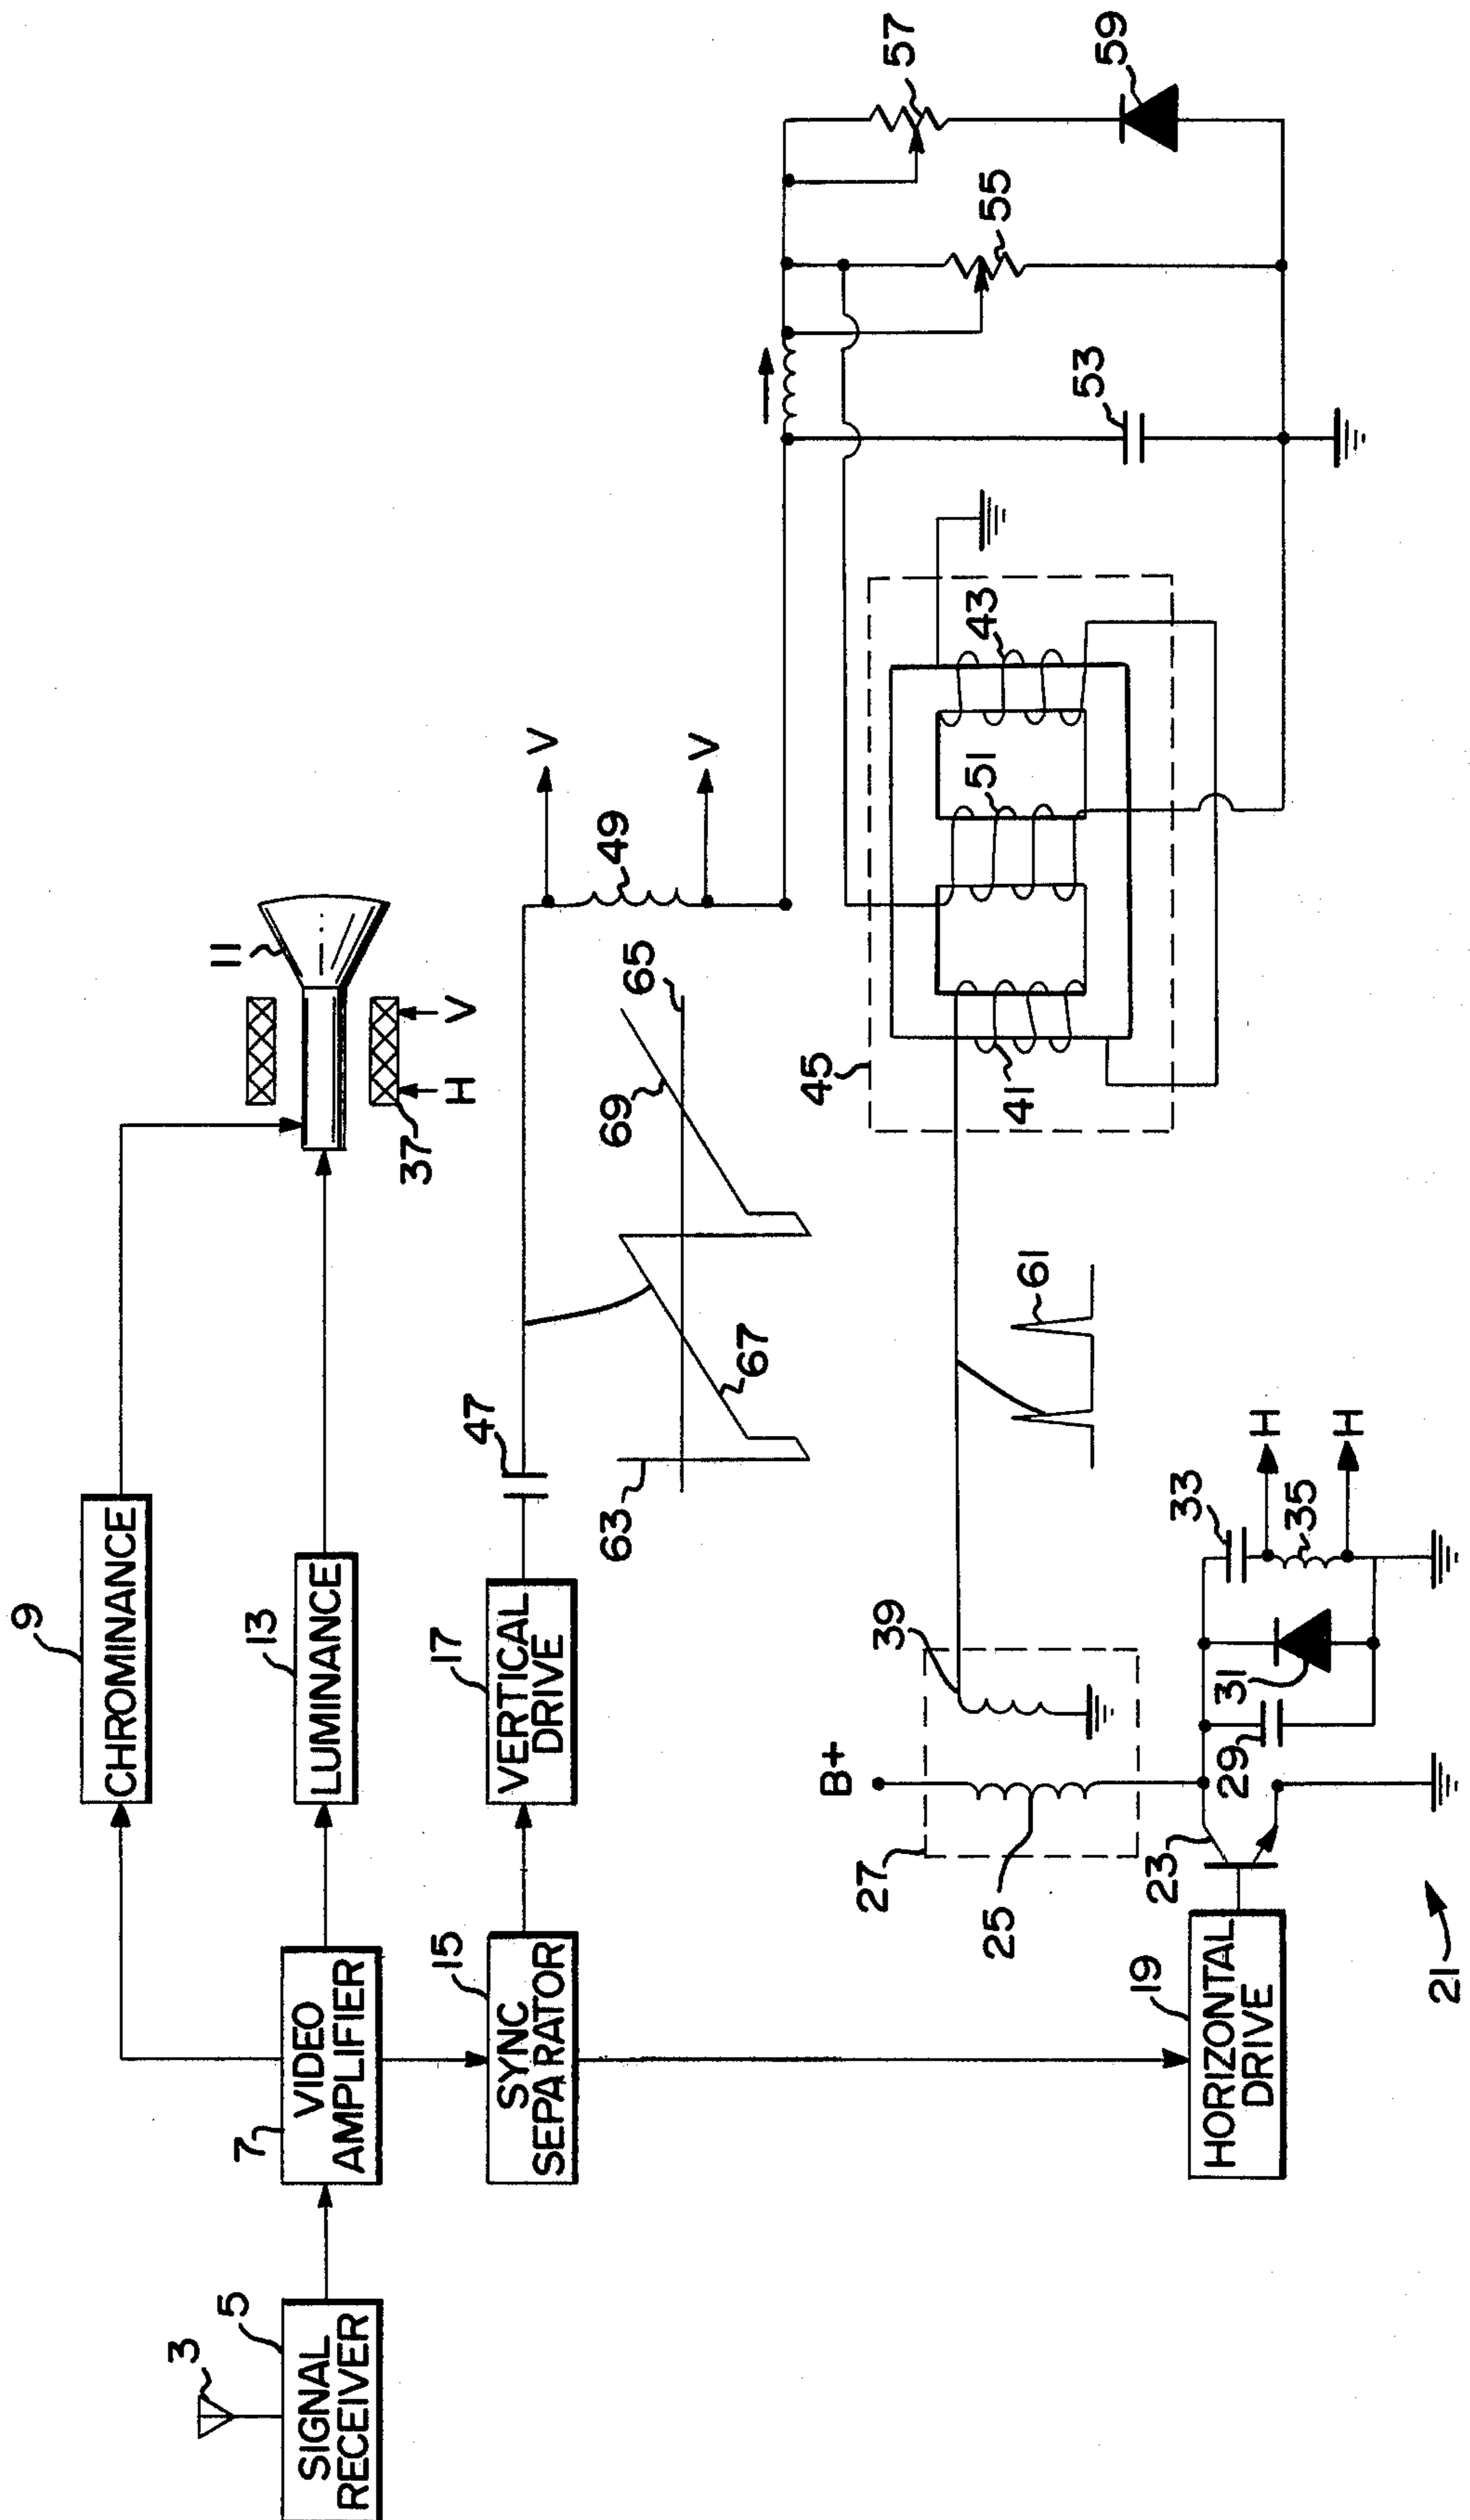 3
5
SIGNAL
RECEIVER
7
VIDEO
AMPLIFIER
9
CHROMINANCE
13
LUMINANCE
11
37
H
V
15
SYNC
SEPARATOR
17
VERTICAL
DRIVE
47
63
67
69
65
49
V
V
19
HORIZONTAL
DRIVE
21
23
25
27
B+
39
29
31
33
35
H
H
61
45
41
51
43
53
55
57
59